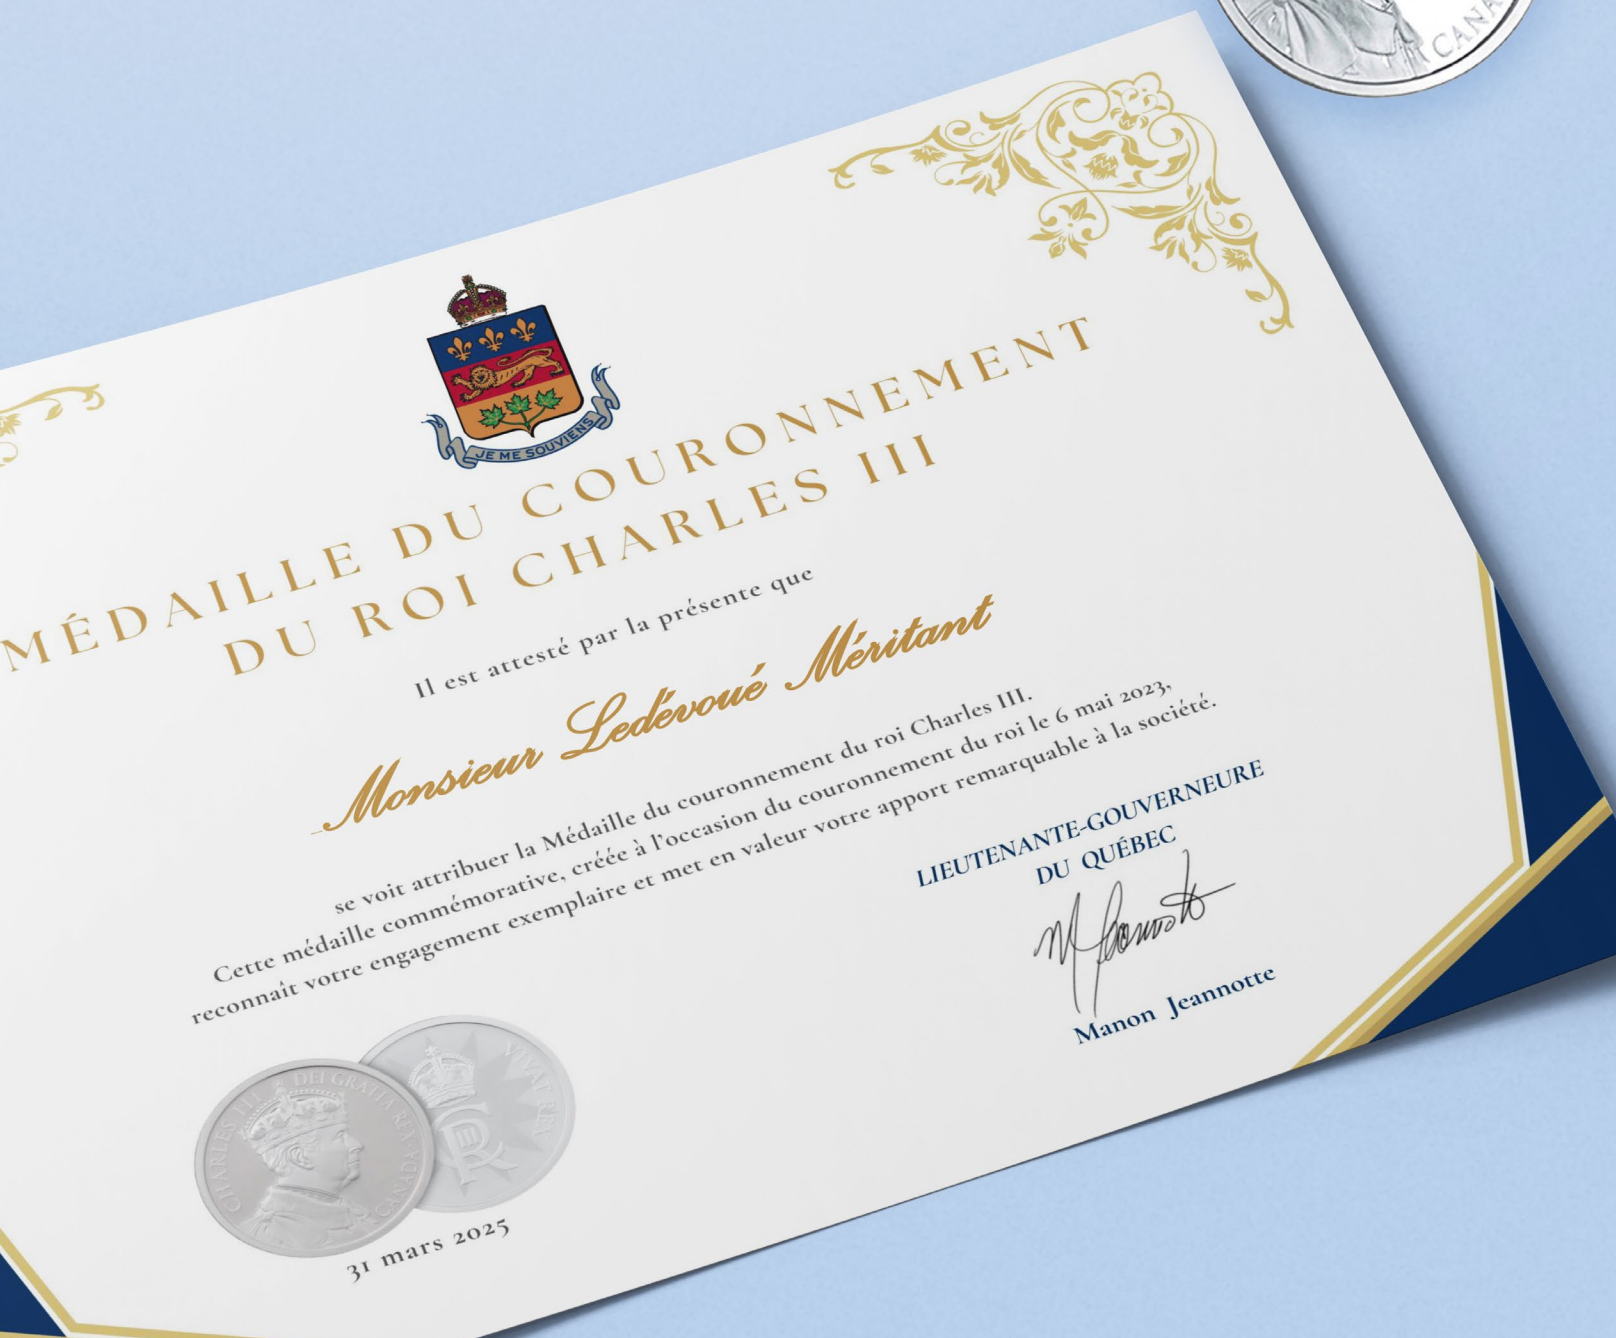 CANA
JE ME SOUVIENS
MÉDAILLE DU COURONNEMENT
DU ROI CHARLES III
Il est attesté par la présente que
Monsieur Ledévoué Méritant
se voit attribuer la Médaille du couronnement du roi Charles III.
Cette médaille commémorative, créée à l'occasion du couronnement du roi le 6 mai 2023,
reconnaît votre engagement exemplaire et met en valeur votre apport remarquable à la société.
LIEUTENANTE-GOUVERNEURE
DU QUÉBEC
M Jeannotte
Manon Jeannotte
CHARLES III DEI GRATIA REX CANADA
VIVAT REX
31 mars 2025